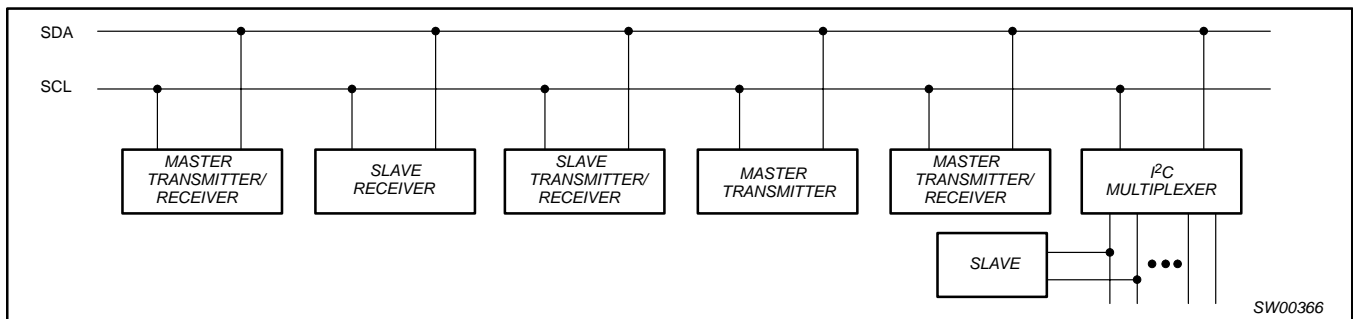 SDA
SCL
MASTER
TRANSMITTER/
RECEIVER
SLAVE
RECEIVER
SLAVE
TRANSMITTER/
RECEIVER
MASTER
TRANSMITTER
MASTER
TRANSMITTER/
RECEIVER
I²C
MULTIPLEXER
SLAVE
SW00366